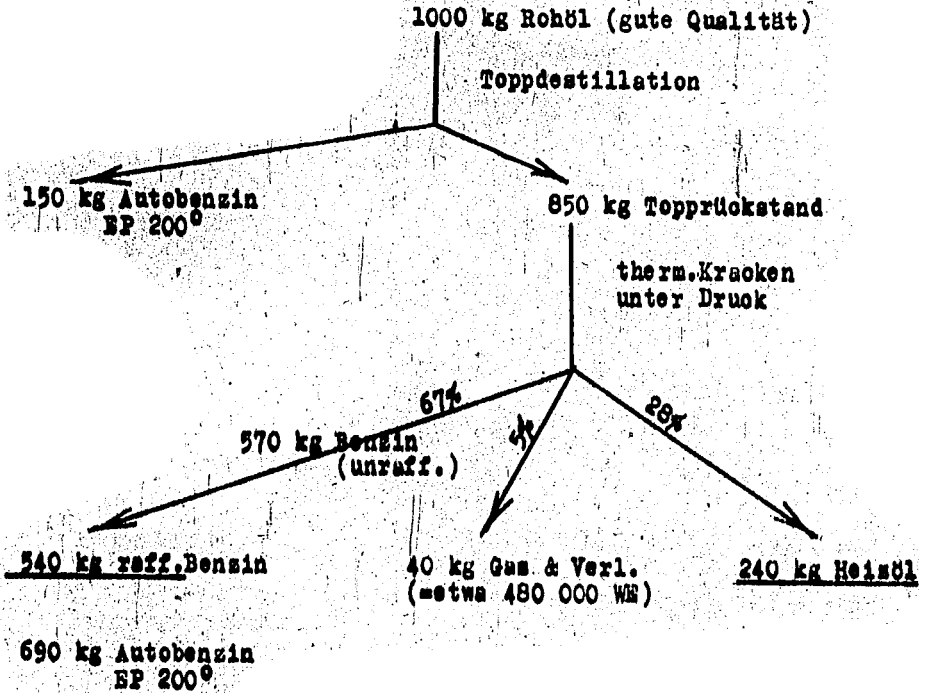 1000 kg Rohöl (gute Qualität)
Toppdestillation
150 kg Autobenzin
EP 200°
850 kg Topprückstand
therm.Kracken
unter Druck
67%
5%
28%
570 kg Benzin
(unraff.)
540 kg raff.Benzin
40 kg Gas & Verl.
(=etwa 480 000 WE)
240 kg Heizöl
690 kg Autobenzin
EP 200°